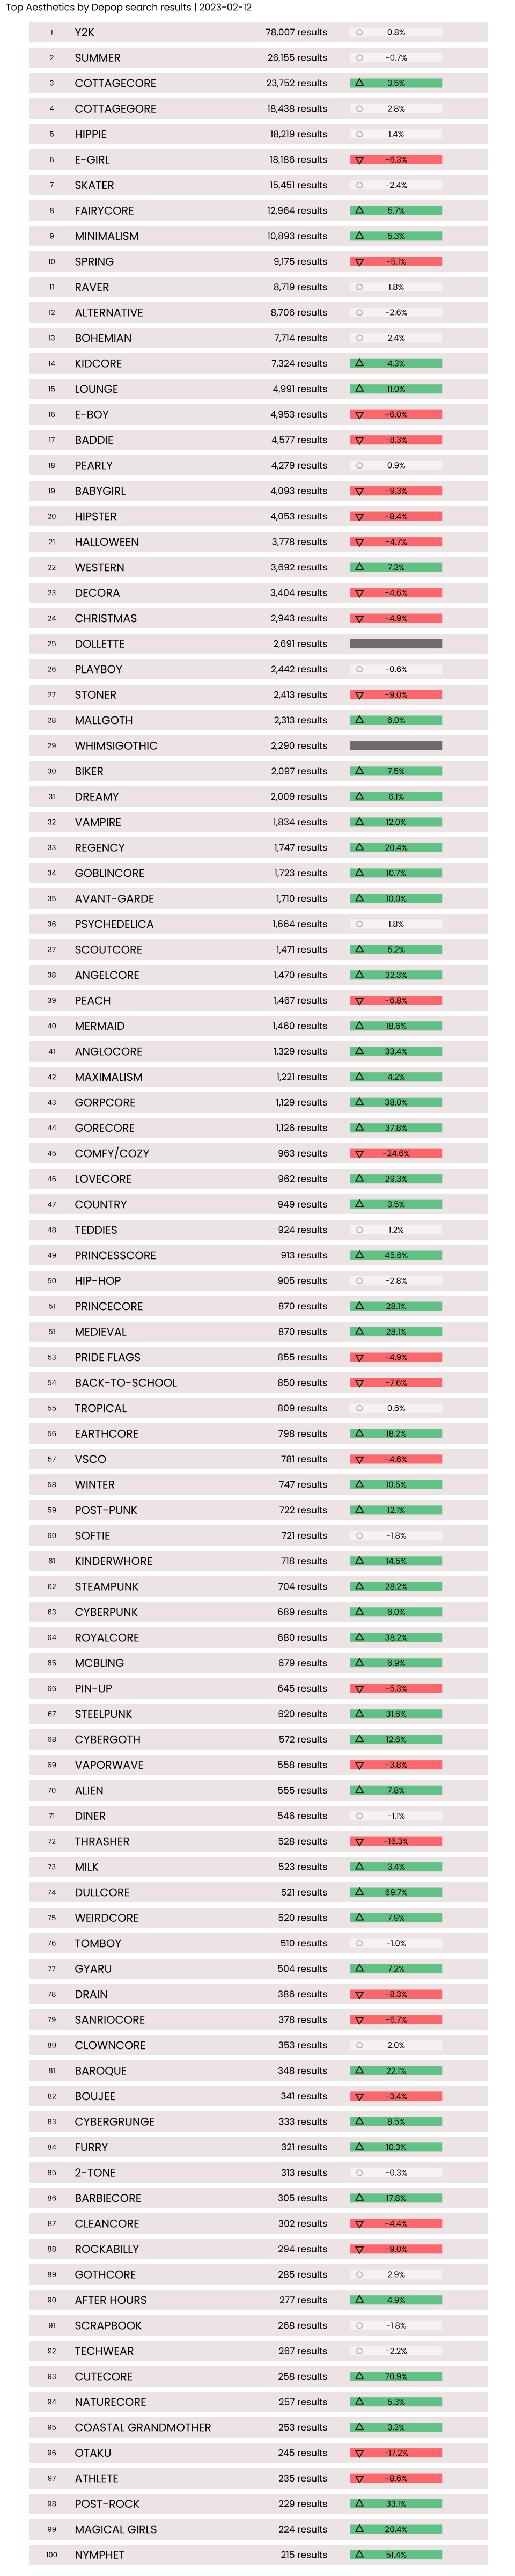 Top Aesthetics by Depop search results | 2023-02-12
1 Y2K 78,007 results 0.8%
2 SUMMER 26,155 results -0.7%
3 COTTAGECORE 23,752 results 3.5%
4 COTTAGEGORE 18,438 results 2.8%
5 HIPPIE 18,219 results 1.4%
6 E-GIRL 18,186 results -6.3%
7 SKATER 15,451 results -2.4%
8 FAIRYCORE 12,964 results 5.7%
9 MINIMALISM 10,893 results 5.3%
10 SPRING 9,175 results -5.1%
11 RAVER 8,719 results 1.8%
12 ALTERNATIVE 8,706 results -2.6%
13 BOHEMIAN 7,714 results 2.4%
14 KIDCORE 7,324 results 4.3%
15 LOUNGE 4,991 results 11.0%
16 E-BOY 4,953 results -6.0%
17 BADDIE 4,577 results -8.3%
18 PEARLY 4,279 results 0.9%
19 BABYGIRL 4,093 results -9.3%
20 HIPSTER 4,053 results -8.4%
21 HALLOWEEN 3,778 results -4.7%
22 WESTERN 3,692 results 7.3%
23 DECORA 3,404 results -4.6%
24 CHRISTMAS 2,943 results -4.9%
25 DOLLETTE 2,691 results
26 PLAYBOY 2,442 results -0.6%
27 STONER 2,413 results -9.0%
28 MALLGOTH 2,313 results 6.0%
29 WHIMSIGOTHIC 2,290 results
30 BIKER 2,097 results 7.5%
31 DREAMY 2,009 results 6.1%
32 VAMPIRE 1,834 results 12.0%
33 REGENCY 1,747 results 20.4%
34 GOBLINCORE 1,723 results 10.7%
35 AVANT-GARDE 1,710 results 10.0%
36 PSYCHEDELICA 1,664 results 1.8%
37 SCOUTCORE 1,471 results 5.2%
38 ANGELCORE 1,470 results 32.3%
39 PEACH 1,467 results -6.8%
40 MERMAID 1,460 results 18.6%
41 ANGLOCORE 1,329 results 33.4%
42 MAXIMALISM 1,221 results 4.2%
43 GORPCORE 1,129 results 38.0%
44 GORECORE 1,126 results 37.8%
45 COMFY/COZY 963 results -24.6%
46 LOVECORE 962 results 29.3%
47 COUNTRY 949 results 3.5%
48 TEDDIES 924 results 1.2%
49 PRINCESSCORE 913 results 45.6%
50 HIP-HOP 905 results -2.8%
51 PRINCECORE 870 results 28.1%
51 MEDIEVAL 870 results 28.1%
53 PRIDE FLAGS 855 results -4.9%
54 BACK-TO-SCHOOL 850 results -7.6%
55 TROPICAL 809 results 0.6%
56 EARTHCORE 798 results 18.2%
57 VSCO 781 results -4.6%
58 WINTER 747 results 10.5%
59 POST-PUNK 722 results 12.1%
60 SOFTIE 721 results -1.8%
61 KINDERWHORE 718 results 14.5%
62 STEAMPUNK 704 results 28.2%
63 CYBERPUNK 689 results 6.0%
64 ROYALCORE 680 results 38.2%
65 MCBLING 679 results 6.9%
66 PIN-UP 645 results -5.3%
67 STEELPUNK 620 results 31.6%
68 CYBERGOTH 572 results 12.6%
69 VAPORWAVE 558 results -3.8%
70 ALIEN 555 results 7.8%
71 DINER 546 results -1.1%
72 THRASHER 528 results -16.3%
73 MILK 523 results 3.4%
74 DULLCORE 521 results 69.7%
75 WEIRDCORE 520 results 7.9%
76 TOMBOY 510 results -1.0%
77 GYARU 504 results 7.2%
78 DRAIN 386 results -8.3%
79 SANRIOCORE 378 results -6.7%
80 CLOWNCORE 353 results 2.0%
81 BAROQUE 348 results 22.1%
82 BOUJEE 341 results -3.4%
83 CYBERGRUNGE 333 results 8.5%
84 FURRY 321 results 10.3%
85 2-TONE 313 results -0.3%
86 BARBIECORE 305 results 17.8%
87 CLEANCORE 302 results -4.4%
88 ROCKABILLY 294 results -9.0%
89 GOTHCORE 285 results 2.9%
90 AFTER HOURS 277 results 4.9%
91 SCRAPBOOK 268 results -1.8%
92 TECHWEAR 267 results -2.2%
93 CUTECORE 258 results 70.9%
94 NATURECORE 257 results 5.3%
95 COASTAL GRANDMOTHER 253 results 3.3%
96 OTAKU 245 results -17.2%
97 ATHLETE 235 results -8.6%
98 POST-ROCK 229 results 33.1%
99 MAGICAL GIRLS 224 results 20.4%
100 NYMPHET 215 results 51.4%